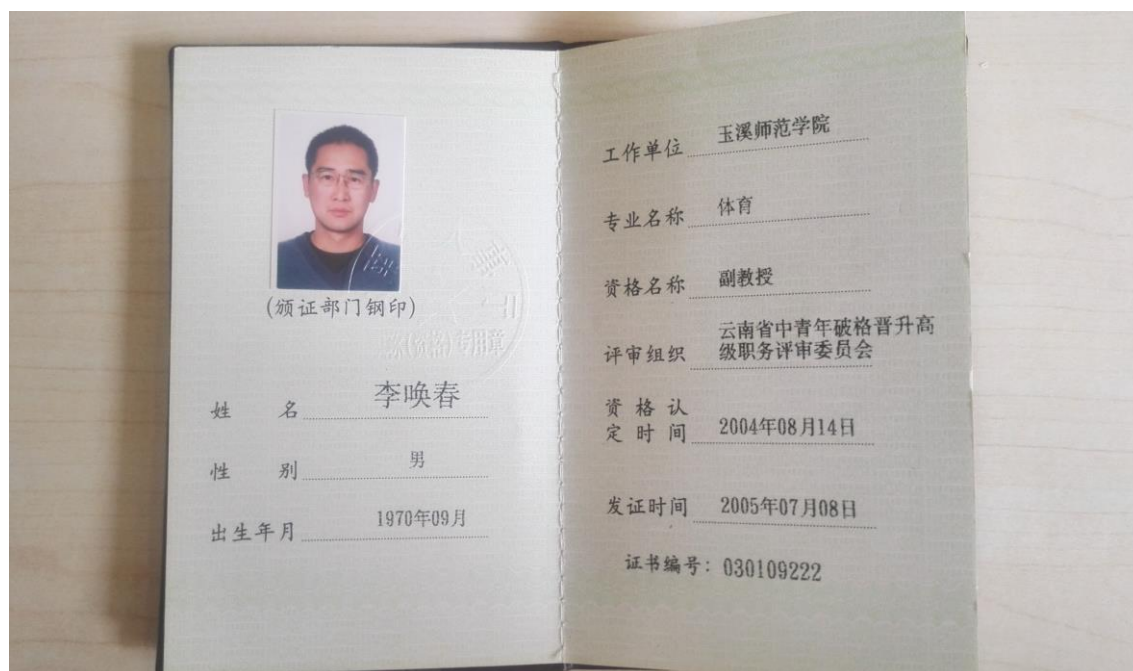 (颁证部门钢印)
姓 名 李唤春
性 别 男
出生年月 1970年09月
工作单位 玉溪师范学院
专业名称 体育
资格名称 副教授
云南省中青年破格晋升高
评审组织 级职务评审委员会
资格认
定时间 2004年08月14日
发证时间 2005年07月08日
证书编号：030109222